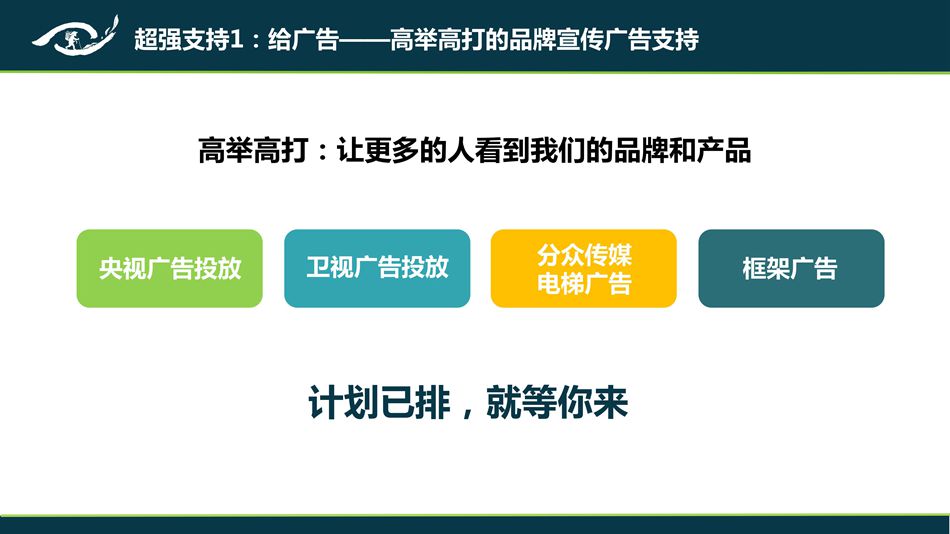 超强支持1：给广告——高举高打的品牌宣传广告支持
高举高打：让更多的人看到我们的品牌和产品
央视广告投放
卫视广告投放
分众传媒
电梯广告
框架广告
计划已排，就等你来